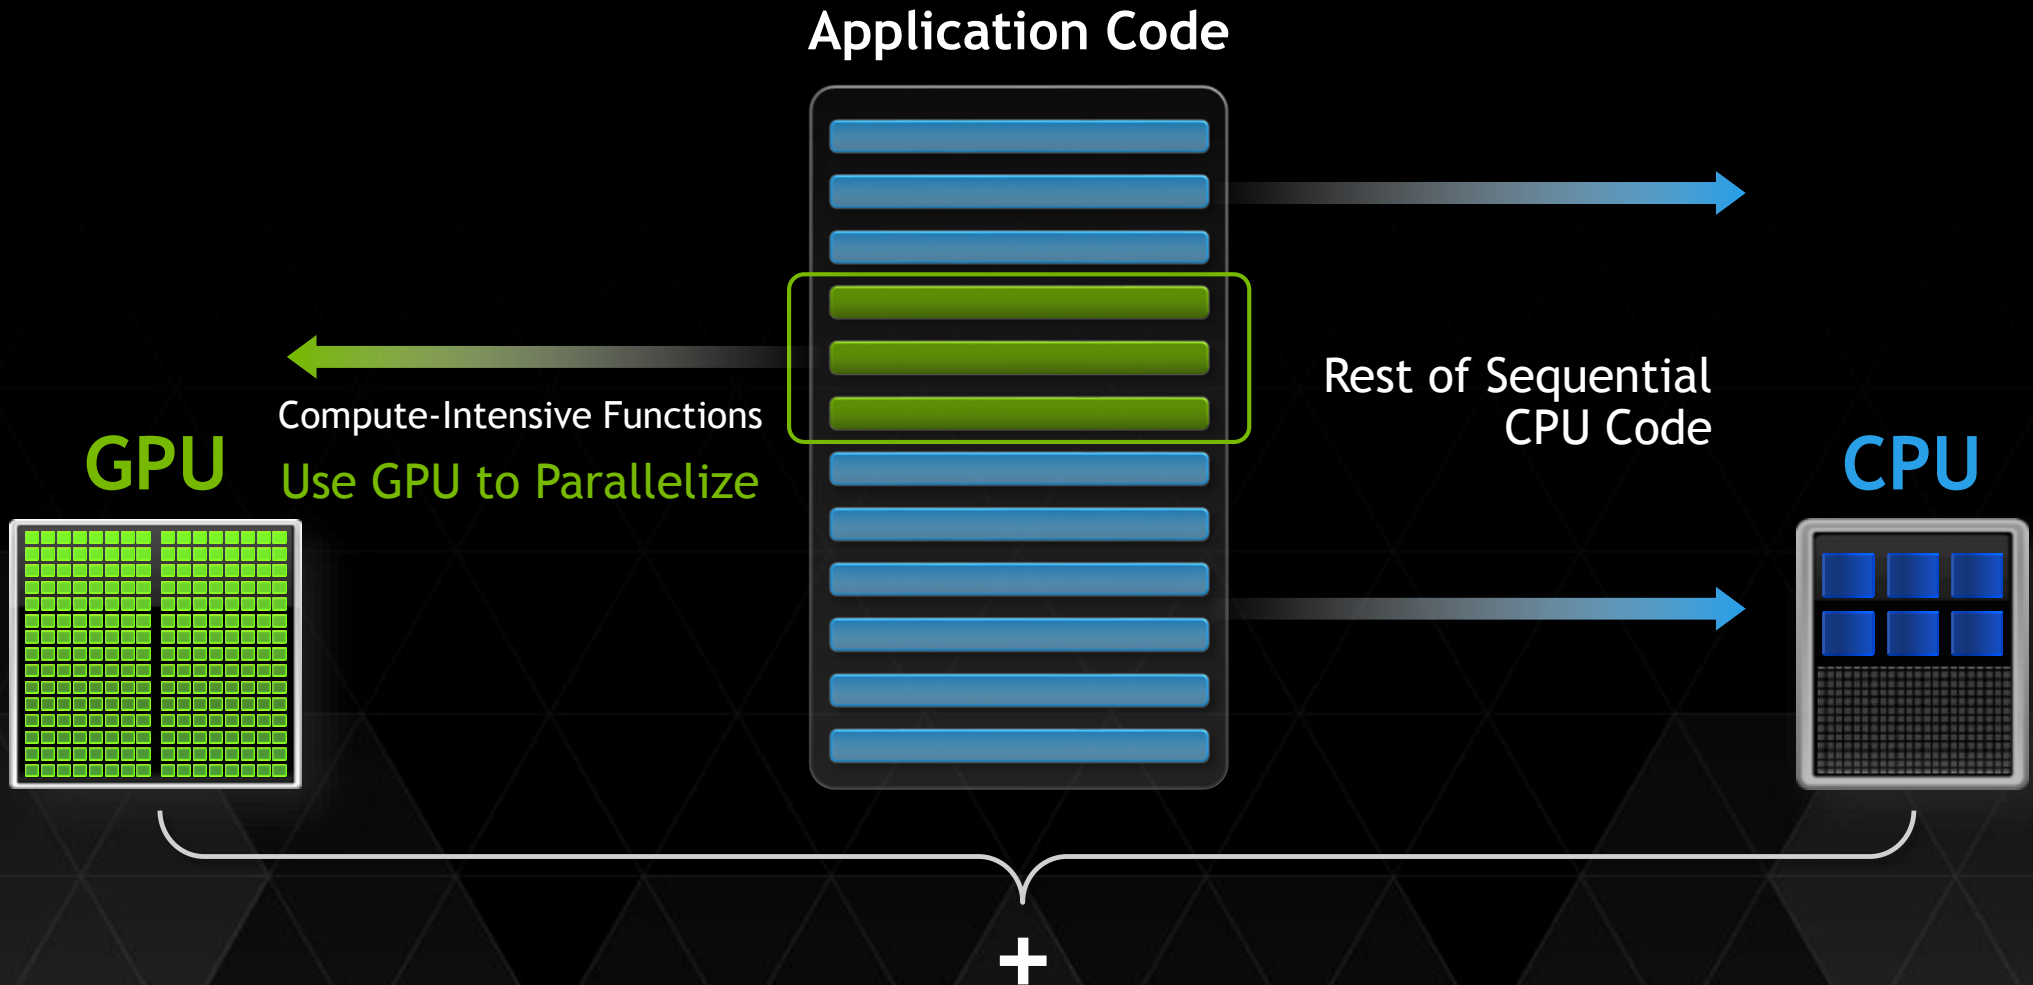 Application Code
Compute-Intensive Functions
Use GPU to Parallelize
GPU
Rest of Sequential
CPU Code
CPU
+